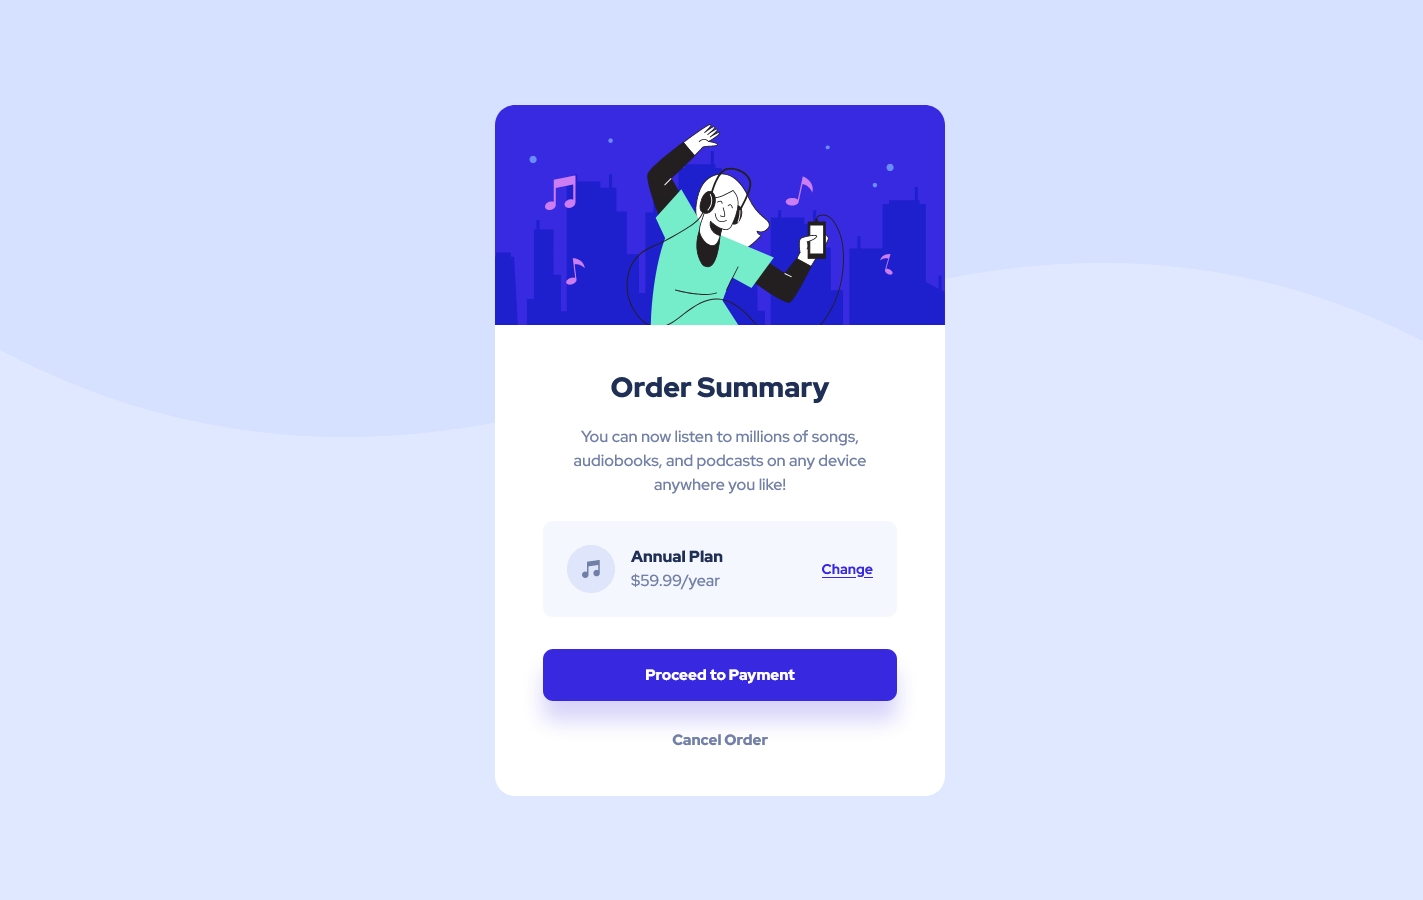 Order Summary
You can now listen to millions of songs,
audiobooks, and podcasts on any device
anywhere you like!
Annual Plan
$59.99/year
Change
Proceed to Payment
Cancel Order